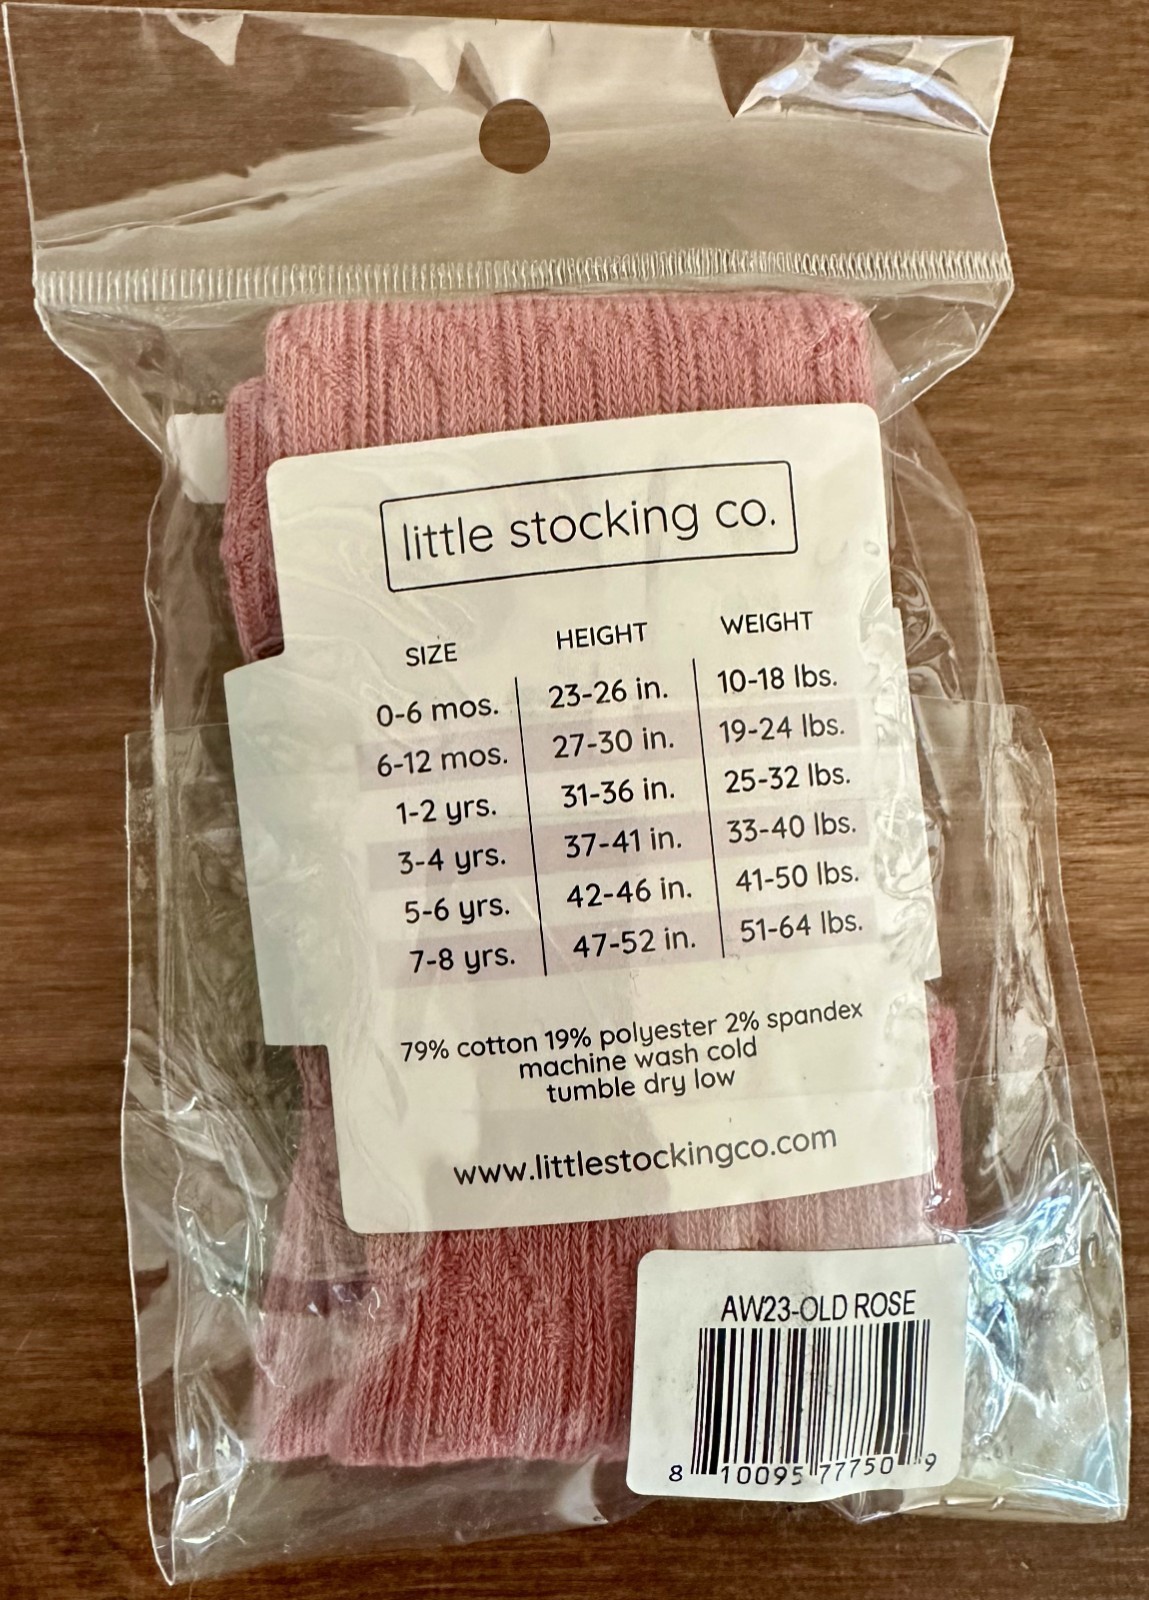 little stocking co.
SIZE HEIGHT WEIGHT
0-6 mos. 23-26 in. 10-18 lbs.
6-12 mos. 27-30 in. 19-24 lbs.
1-2 yrs. 31-36 in. 25-32 lbs.
3-4 yrs. 37-41 in. 33-40 lbs.
5-6 yrs. 42-46 in. 41-50 lbs.
7-8 yrs. 47-52 in. 51-64 lbs.
79% cotton 19% polyester 2% spandex
machine wash cold
tumble dry low
www.littlestockingco.com
AW23-OLD ROSE
8 10095 77750 9